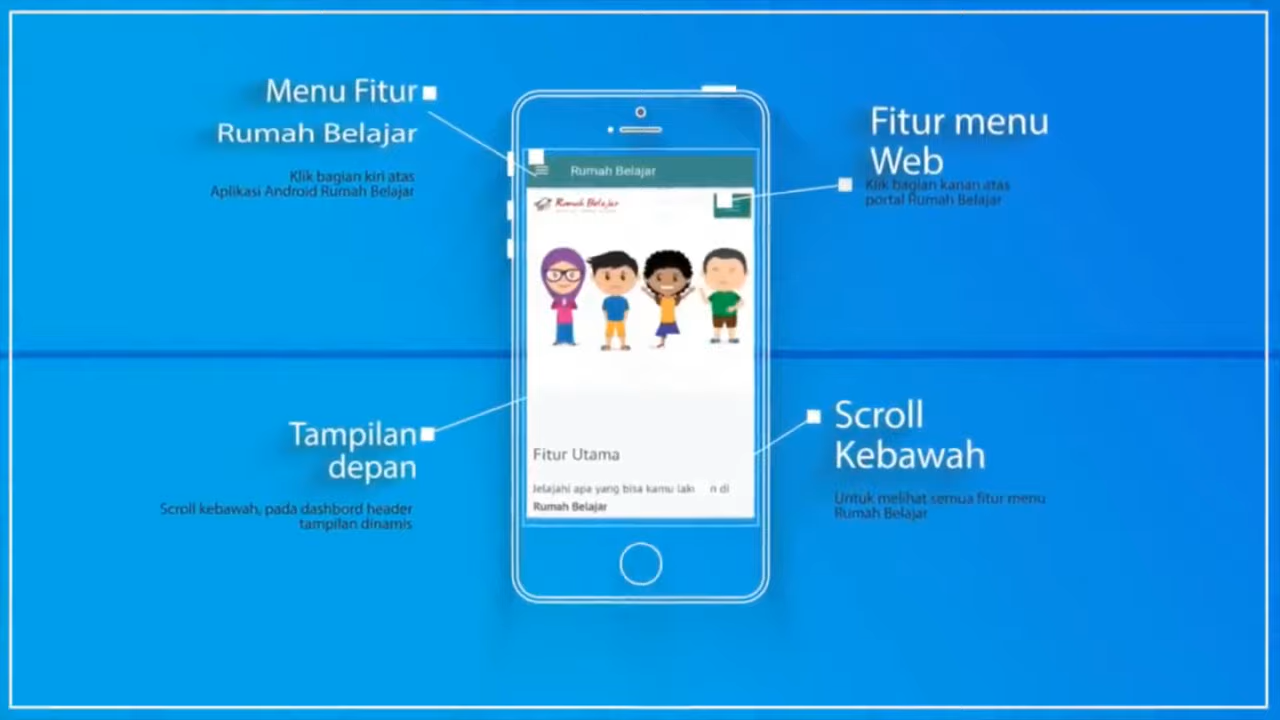 Menu Fitur
Rumah Belajar
Klik bagian kiri atas
Aplikasi Android Rumah Belajar
Fitur menu
Web
Klik bagian kanan atas
portal Rumah Belajar
Rumah Belajar
Rumah Belajar
Fitur Utama
Jelajahi apa yang bisa kamu n di
Rumah Belajar
Tampilan
depan
Scroll kebawah, pada dashbord header
tampilan dinamis
Scroll
Kebawah
Untuk melihat semua fitur menu
Rumah Belajar